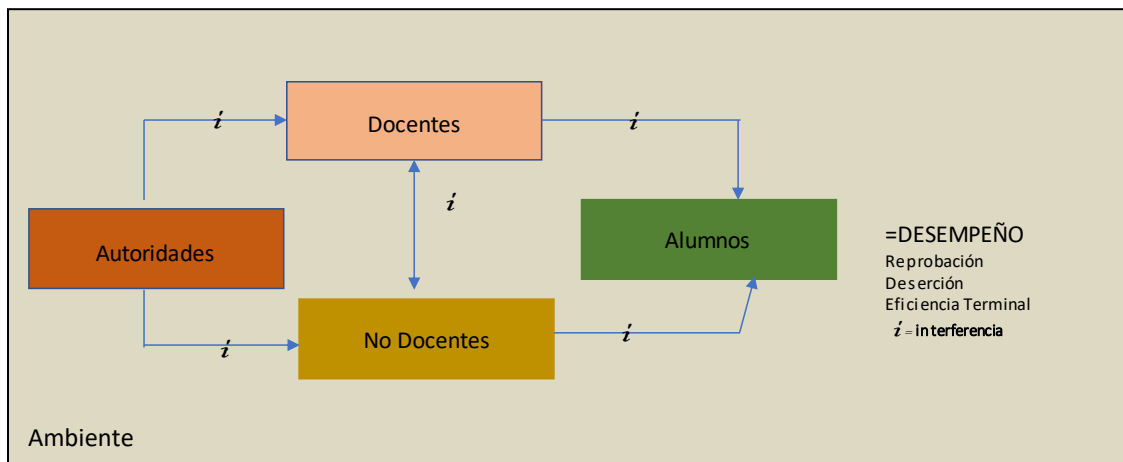 í
Docentes
í
í
Autoridades
Alumnos
=DESEMPEÑO
Reprobación
Deserción
Eficiencia Terminal
í = interferencia
No Docentes
í
í
Ambiente